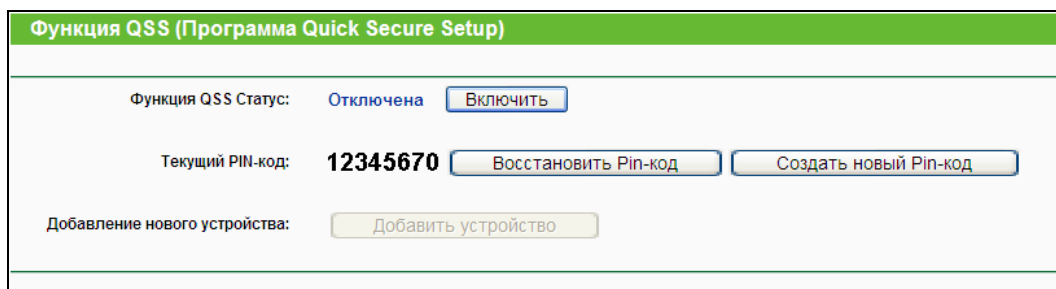 Функция QSS (Программа Quick Secure Setup)
Функция QSS Статус: Отключена Включить
Текущий PIN-код: 12345670 Восстановить Pin-код Создать новый Pin-код
Добавление нового устройства: Добавить устройство